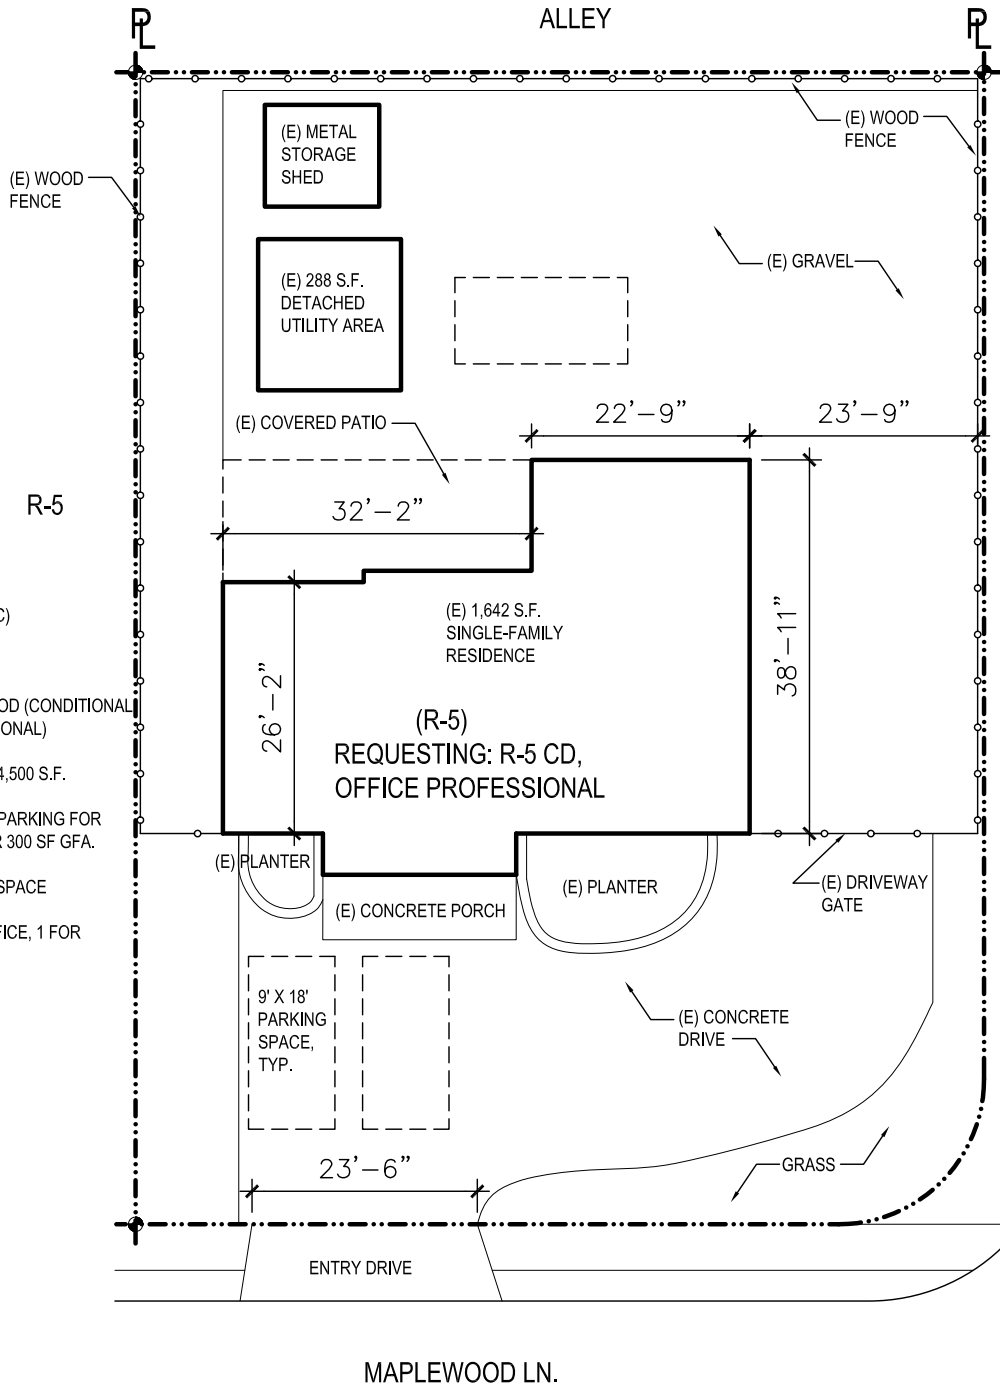 ALLEY
PL
PL
(E) METAL
STORAGE
SHED
(E) WOOD
FENCE
(E) WOOD
FENCE
(E) 288 S.F.
DETACHED
UTILITY AREA
(E) GRAVEL
(E) COVERED PATIO
22'-9"
23'-9"
R-5
32'-2"
(E) 1,642 S.F.
SINGLE-FAMILY
RESIDENCE
38'-11"
26'-2"
C)
OD (CONDITIONAL
ONAL)
4,500 S.F.
PARKING FOR
R 300 SF GFA.
SPACE
FICE, 1 FOR
(R-5)
REQUESTING: R-5 CD,
OFFICE PROFESSIONAL
(E) PLANTER
(E) PLANTER
(E) DRIVEWAY
GATE
(E) CONCRETE PORCH
9' X 18'
PARKING
SPACE,
TYP.
(E) CONCRETE
DRIVE
23'-6"
GRASS
ENTRY DRIVE
MAPLEWOOD LN.